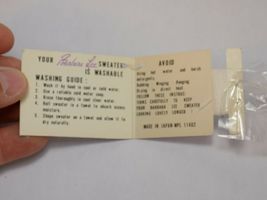 YOUR Barbara Lee SWEATER
IS WASHABLE
WASHING GUIDE:
1. Wash it by hand in cool or cold water.
2. Use a reliable cold water soap.
3. Rinse thoroughly in cool clear water.
4. Roll sweater in a towel to absorb
5. Shape sweater on a towel and allow it to
dry naturally.
AVOID
Using hot water and harsh
detergents
Rubbing Wringing Hanging
Drying in direct heat
FOLLOW THESE INSTRUC-
TIONS CAREFULLY TO KEEP
YOUR BARBARA LEE SWEATER
LOOKING LOVELY LONGER !
MADE IN JAPAN